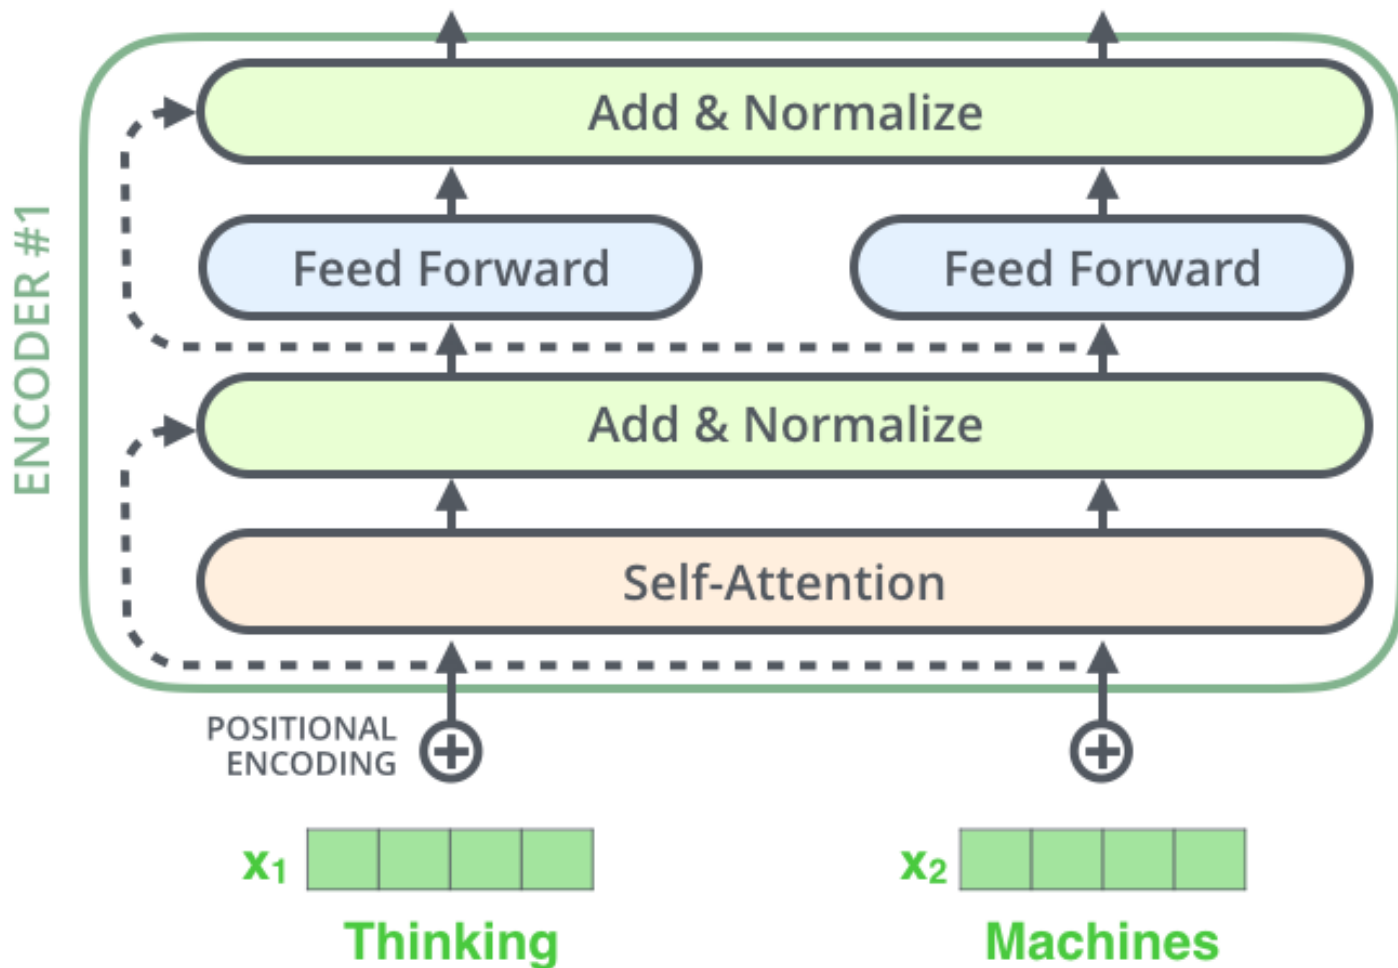 ENCODER #1
Add & Normalize
Feed Forward
Feed Forward
Add & Normalize
Self-Attention
POSITIONAL
ENCODING
x₁
x₂
Thinking
Machines